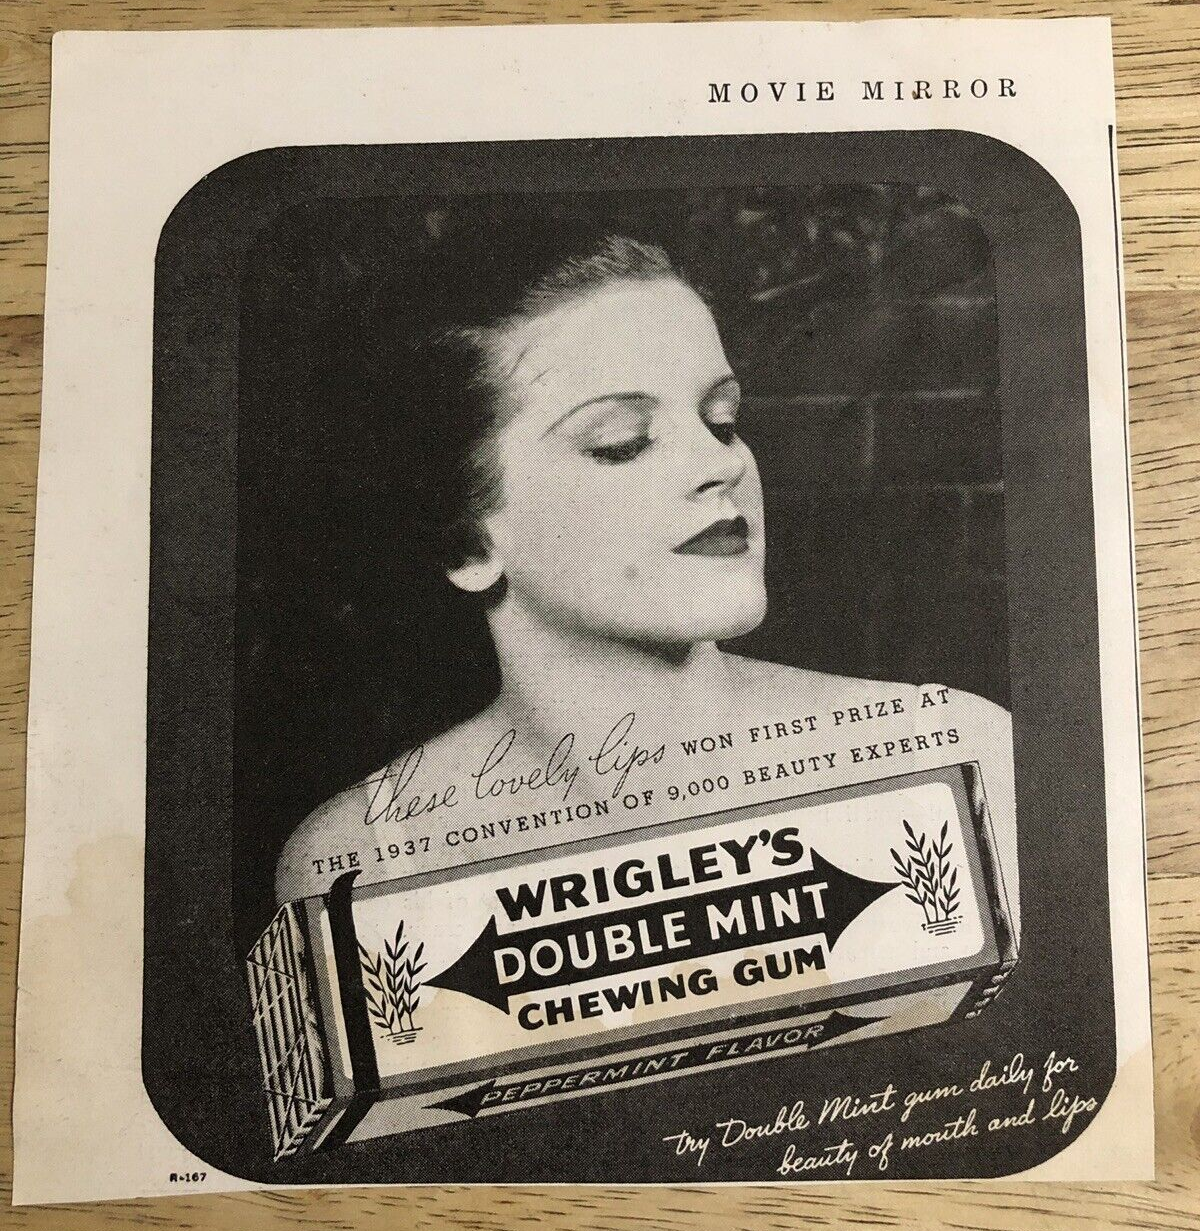 MOVIE MIRROR
these lovely lips WON FIRST PRIZE AT
THE 1937 CONVENTION OF 9,000 BEAUTY EXPERTS
WRIGLEY'S
DOUBLE MINT
CHEWING GUM
PEPPERMINT FLAVOR
try Double Mint gum daily for
beauty of mouth and lips
R-167